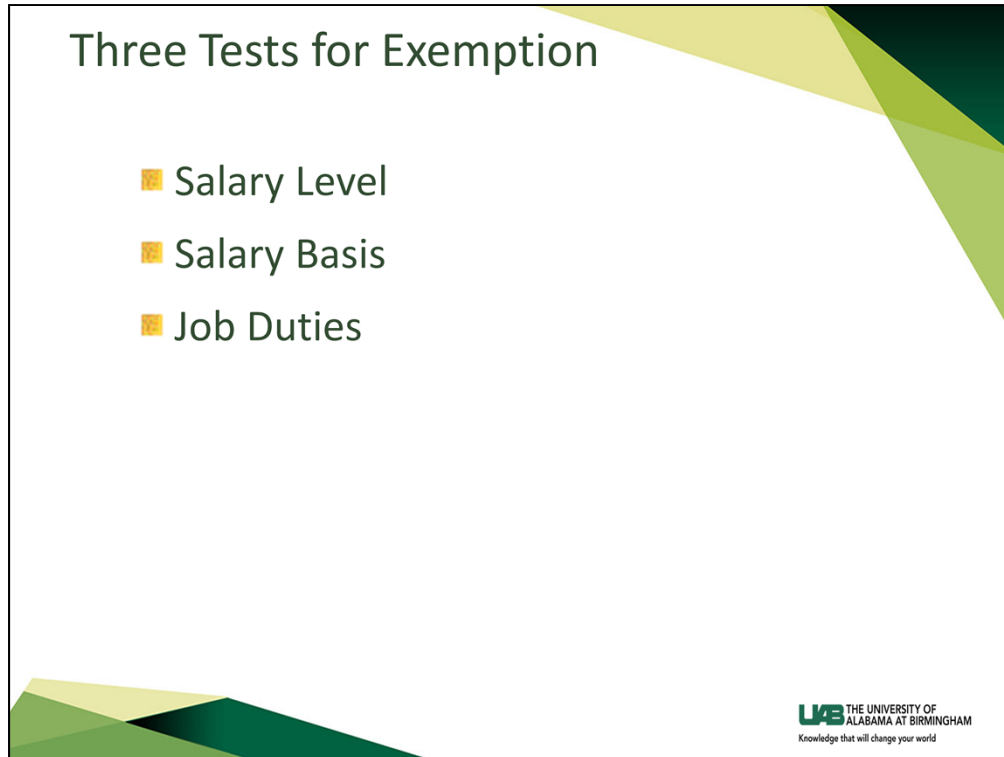 Three Tests for Exemption
Salary Level
Salary Basis
Job Duties
UAB THE UNIVERSITY OF
ALABAMA AT BIRMINGHAM
Knowledge that will change your world